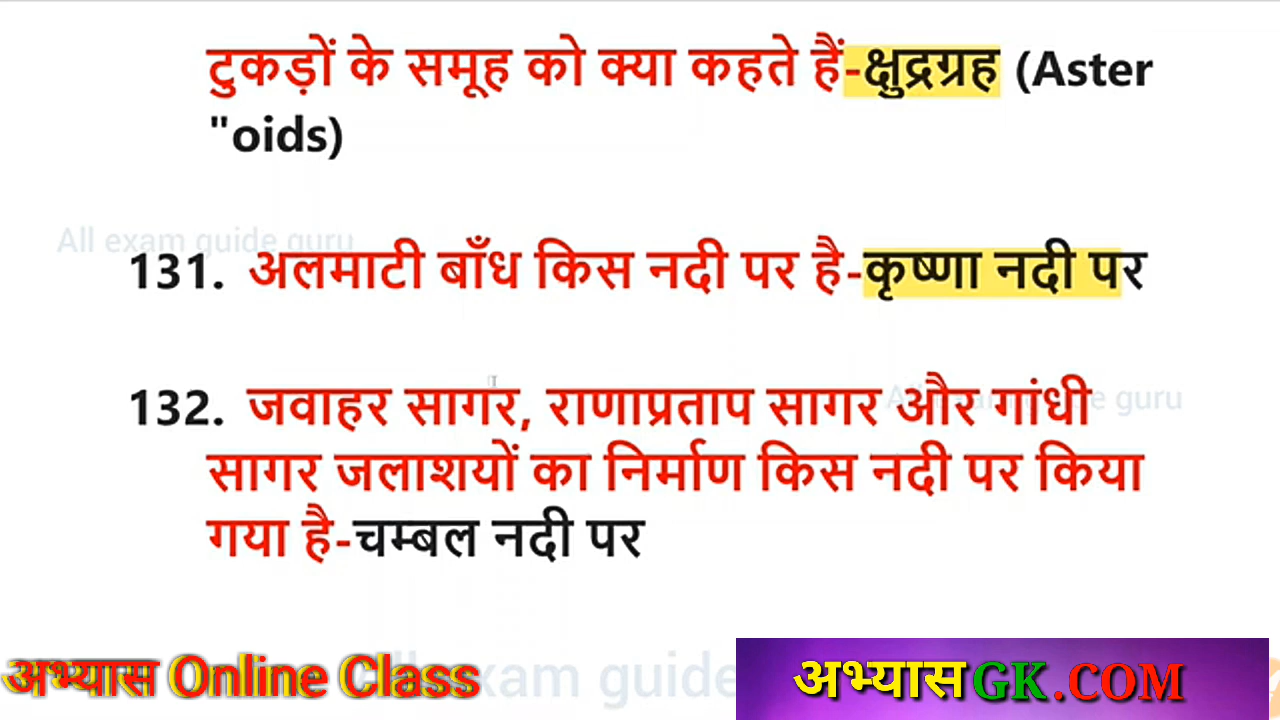 टुकड़ों के समूह को क्या कहते हैं-क्षुद्रग्रह (Aster
"oids)
All exam guide guru
131. अलमाटी बाँध किस नदी पर है-कृष्णा नदी पर
132. जवाहर सागर, राणाप्रताप सागर और गांधी
सागर जलाशयों का निर्माण किस नदी पर किया
गया है-चम्बल नदी पर
अभ्यास Online Class
अभ्यासGK.COM